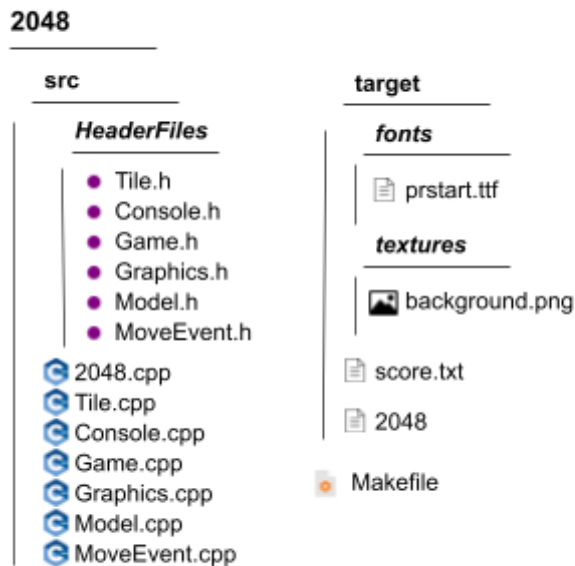 2048
src
HeaderFiles
Tile.h
Console.h
Game.h
Graphics.h
Model.h
MoveEvent.h
2048.cpp
Tile.cpp
Console.cpp
Game.cpp
Graphics.cpp
Model.cpp
MoveEvent.cpp
target
fonts
prstart.ttf
textures
background.png
score.txt
2048
Makefile